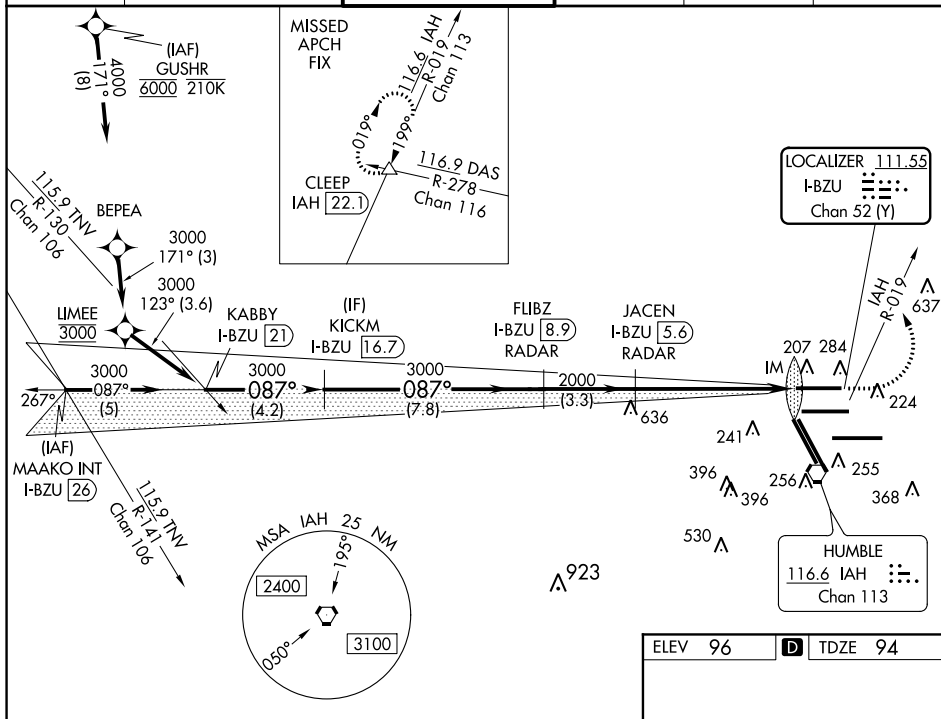 (IAF)
GUSHR
6000 210K
4000
171°
(8)
MISSED
APCH
FIX
116.6 IAH
R-019
Chan 113
019°
199°
CLEEP
IAH 22.1
116.9 DAS
R-278
Chan 116
LOCALIZER 111.55
I-BZU
Chan 52 (Y)
115.9 TNV
R-130
Chan 106
BEPEA
3000
171° (3)
3000
123° (3.6)
LIMEE
3000
KABBY
I-BZU 21
(IF)
KICKM
I-BZU 16.7
FLIBZ
I-BZU 8.9
RADAR
JACEN
I-BZU 5.6
RADAR
IAH
R-019
637
IM
207
284
224
267°
3000
087°
(5)
3000
087°
(4.2)
3000
087°
(7.8)
2000
(3.3)
636
241
396
396
256
255
368
530
923
(IAF)
MAAKO INT
I-BZU 26
115.9 TNV
R-141
Chan 106
MSA IAH 25 NM
195°
2400
3100
050°
HUMBLE
116.6 IAH
Chan 113
ELEV 96 D TDZE 94